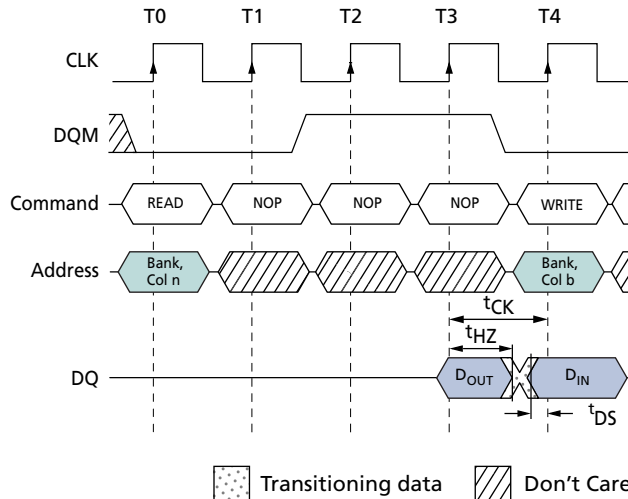 T0 T1 T2 T3 T4
CLK
DQM
Command READ NOP NOP NOP WRITE
Address Bank, Col n Bank, Col b
tCK
tHZ
DQ DOUT DIN
tDS
Transitioning data Don't Care